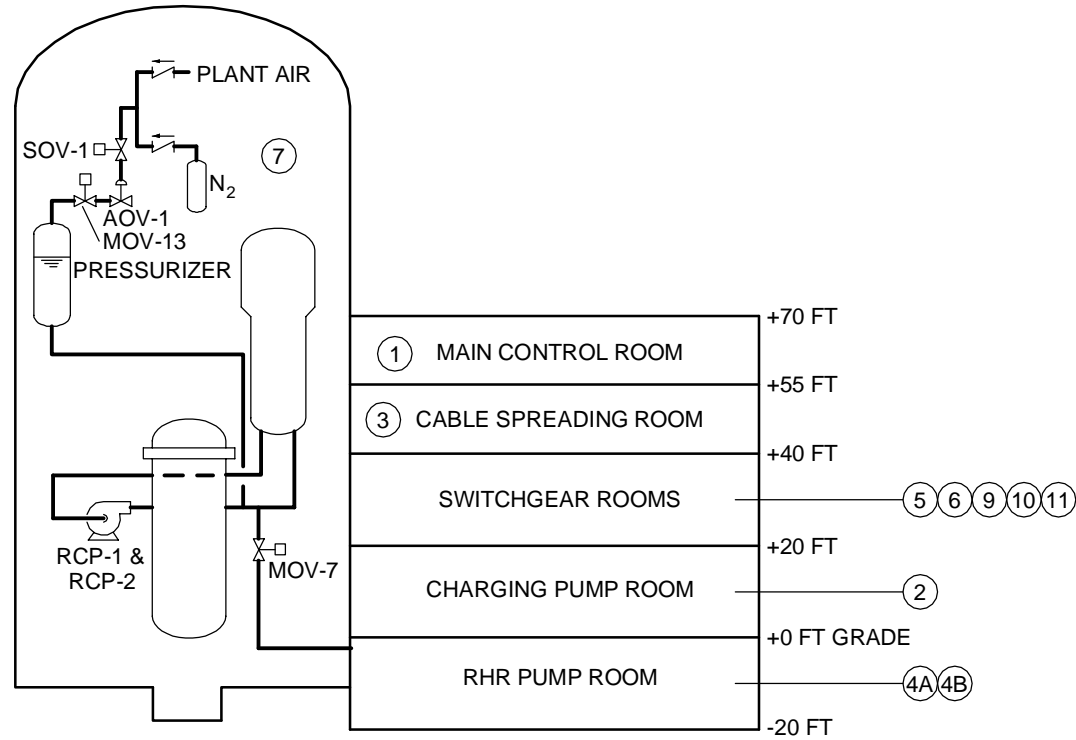 PLANT AIR
SOV-1
7
N2
AOV-1
MOV-13
PRESSURIZER
+70 FT
1 MAIN CONTROL ROOM
+55 FT
3 CABLE SPREADING ROOM
+40 FT
SWITCHGEAR ROOMS
5 6 9 10 11
+20 FT
RCP-1 &
RCP-2
MOV-7
CHARGING PUMP ROOM
2
+0 FT GRADE
RHR PUMP ROOM
4A 4B
-20 FT